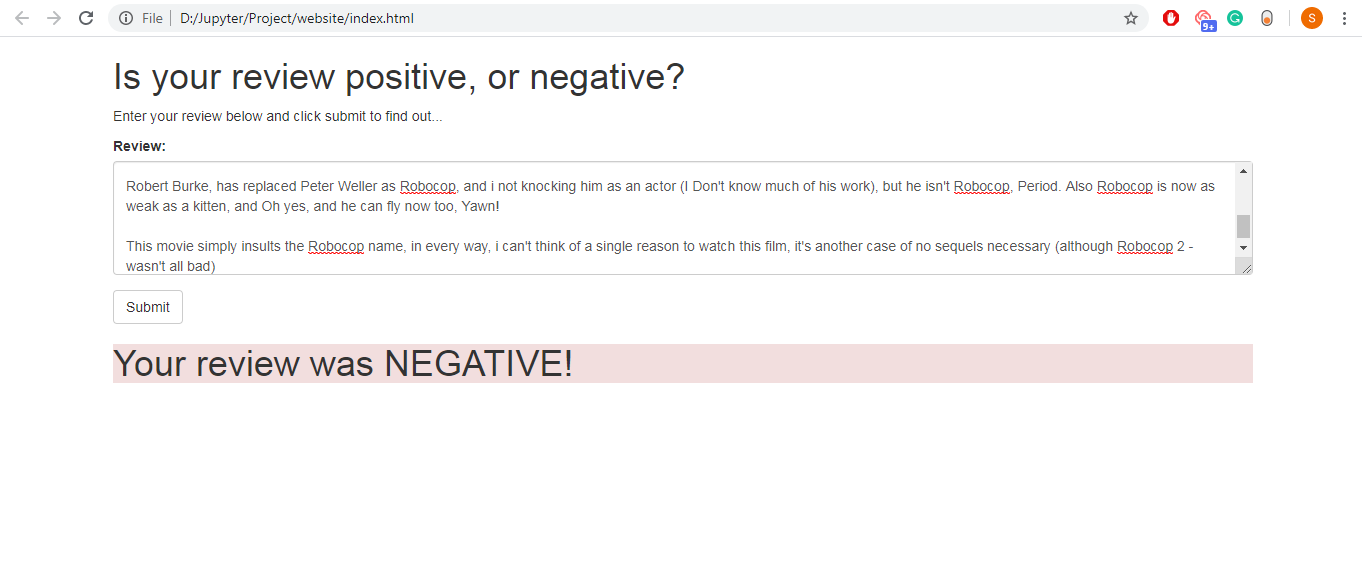 File | D:/Jupyter/Project/website/index.html
9+
G
S
Is your review positive, or negative?
Enter your review below and click submit to find out...
Review:
Robert Burke, has replaced Peter Weller as Robocop, and i not knocking him as an actor (I Don't know much of his work), but he isn't Robocop, Period. Also Robocop is now as
weak as a kitten, and Oh yes, and he can fly now too, Yawn!
This movie simply insults the Robocop name, in every way, i can't think of a single reason to watch this film, it's another case of no sequels necessary (although Robocop 2 -
wasn't all bad)
Submit
Your review was NEGATIVE!